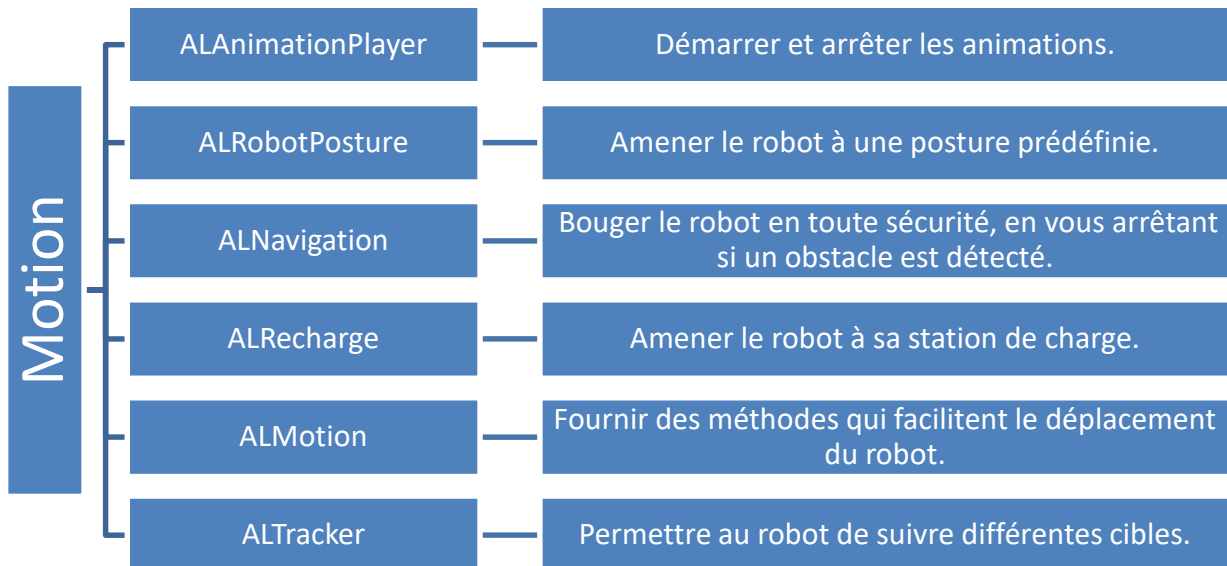 Motion
ALAnimationPlayer
Démarrer et arrêter les animations.
ALRobotPosture
Amener le robot à une posture prédéfinie.
ALNavigation
Bouger le robot en toute sécurité, en vous arrêtant
si un obstacle est détecté.
ALRecharge
Amener le robot à sa station de charge.
ALMotion
Fournir des méthodes qui facilitent le déplacement
du robot.
ALTracker
Permettre au robot de suivre différentes cibles.